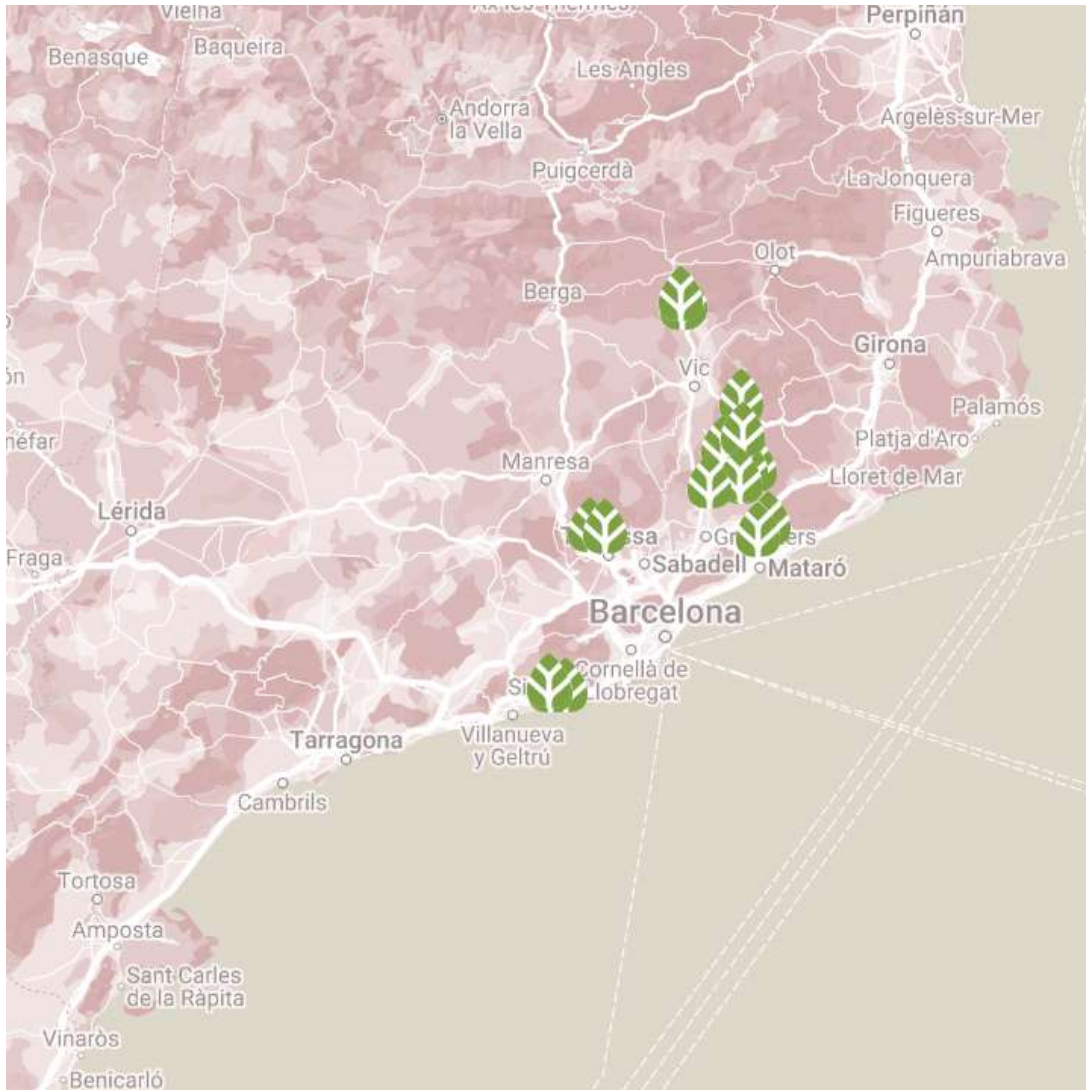 Vielha
Baqueira
Benasque
Les Angles
Perpiñán
Andorra
la Vella
Argelès-sur-Mer
Puigcerdà
La Jonquera
Figueres
Olot
Ampuriabrava
Berga
Girona
Vic
Palamós
Platja d'Aro
Manresa
Lloret de Mar
Lérida
Fraga
Sabadell
Mataró
Barcelona
Cornellà de
Llobregat
Villanueva
y Geltrú
Tarragona
Cambrils
Tortosa
Amposta
Sant Carles
de la Ràpita
Vinaròs
Benicarló